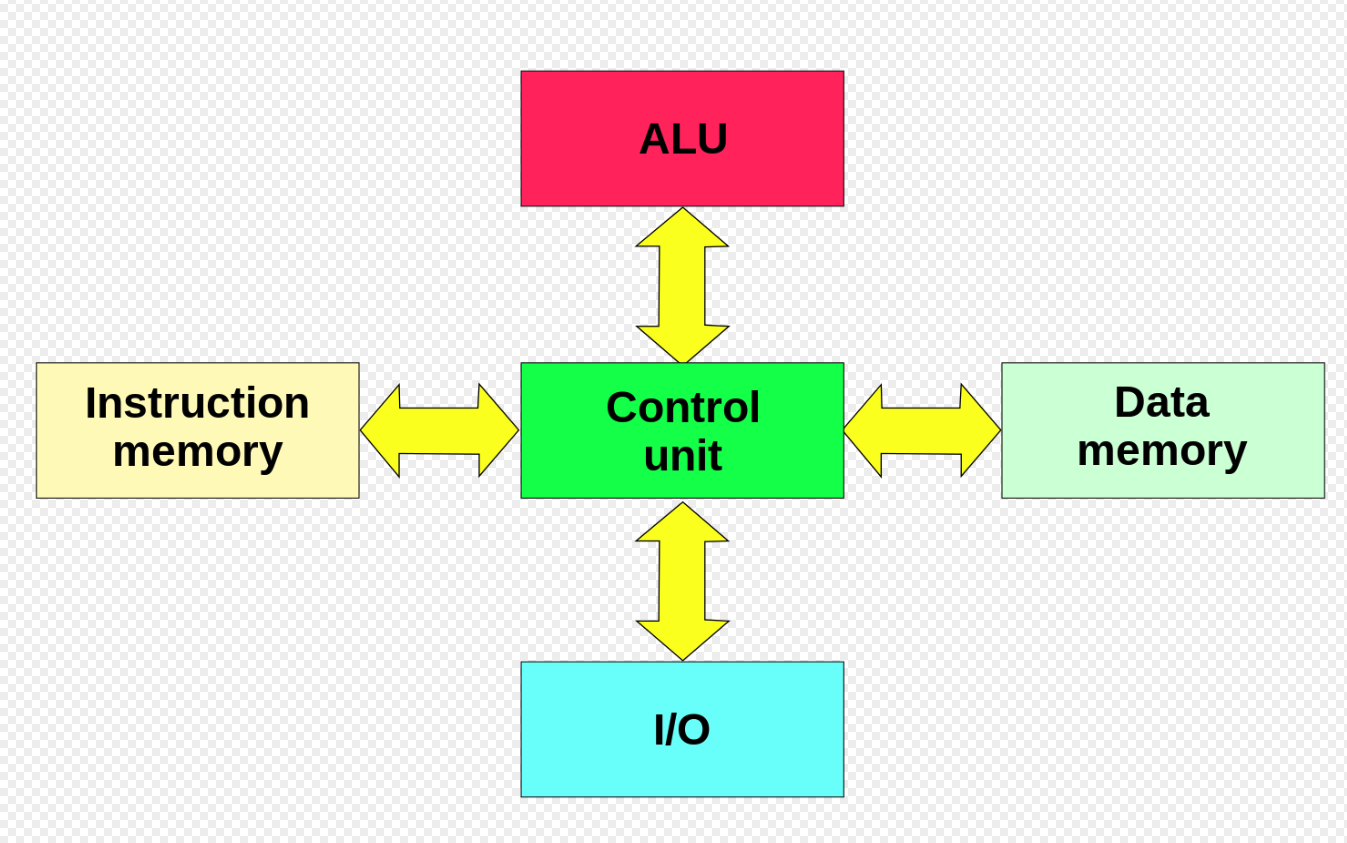 ALU
Instruction
memory
Control
unit
Data
memory
I/O